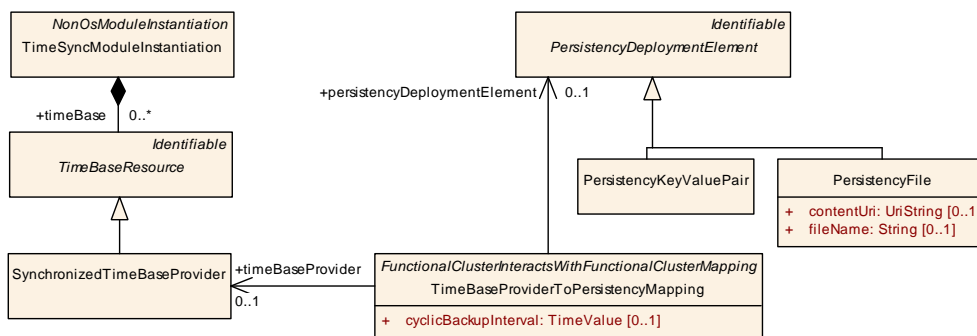 NonOsModuleInstantiation
TimeSyncModuleInstantiation
+timeBase 0..*
Identifiable
TimeBaseResource
SynchronizedTimeBaseProvider
Identifiable
PersistencyDeploymentElement
+persistencyDeploymentElement 0..1
PersistencyKeyValuePair
PersistencyFile
+ contentUri: UriString [0..1
+ fileName: String [0..1]
+timeBaseProvider
0..1
FunctionalClusterInteractsWithFunctionalClusterMapping
TimeBaseProviderToPersistencyMapping
+ cyclicBackupInterval: TimeValue [0..1]